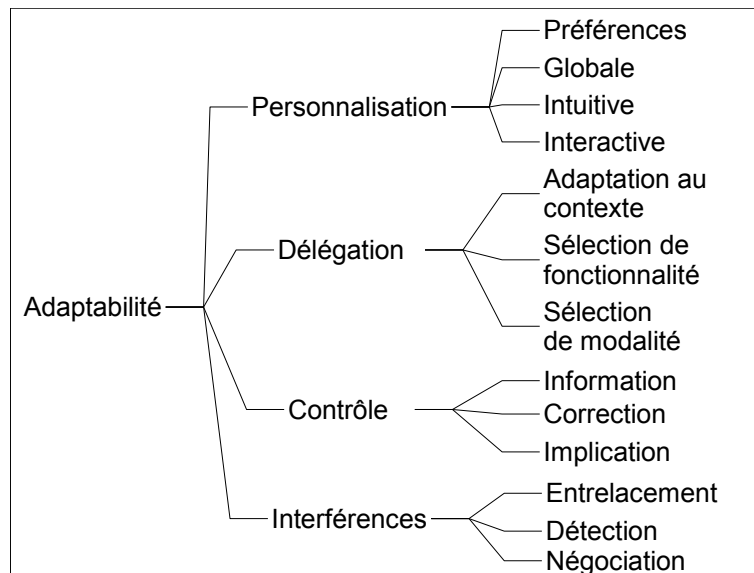 Adaptabilité
Personnalisation
Préférences
Globale
Intuitive
Interactive
Délégation
Adaptation au
contexte
Sélection de
fonctionnalité
Sélection
de modalité
Contrôle
Information
Correction
Implication
Interférences
Entrelacement
Détection
Négociation